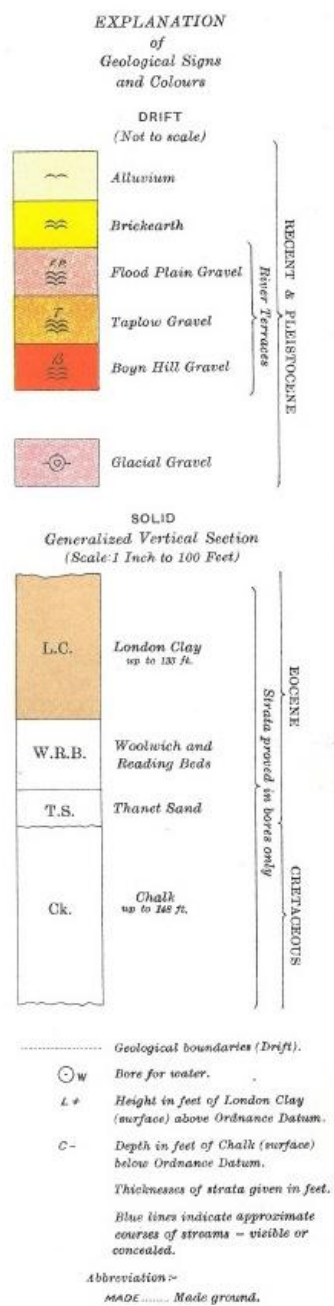 EXPLANATION
of
Geological Signs
and Colours
DRIFT
(Not to scale)
Alluvium
Brickearth
F.P.
Flood Plain Gravel
T
Taplow Gravel
B
Boyn Hill Gravel
River Terraces
RECENT & PLEISTOCENE
Glacial Gravel
SOLID
Generalized Vertical Section
(Scale: 1 Inch to 100 Feet)
L.C.
London Clay
up to 133 ft.
W.R.B.
Woolwich and
Reading Beds
T.S.
Thanet Sand
Ck.
Chalk
up to 148 ft.
Strata proved in bores only
EOCENE
CRETACEOUS
Geological boundaries (Drift).
W
Bore for water.
L +
Height in feet of London Clay
(surface) above Ordnance Datum.
C -
Depth in feet of Chalk (surface)
below Ordnance Datum.
Thicknesses of strata given in feet.
Blue lines indicate approximate
courses of streams - visible or
concealed.
Abbreviation :-
MADE ........ Made ground.